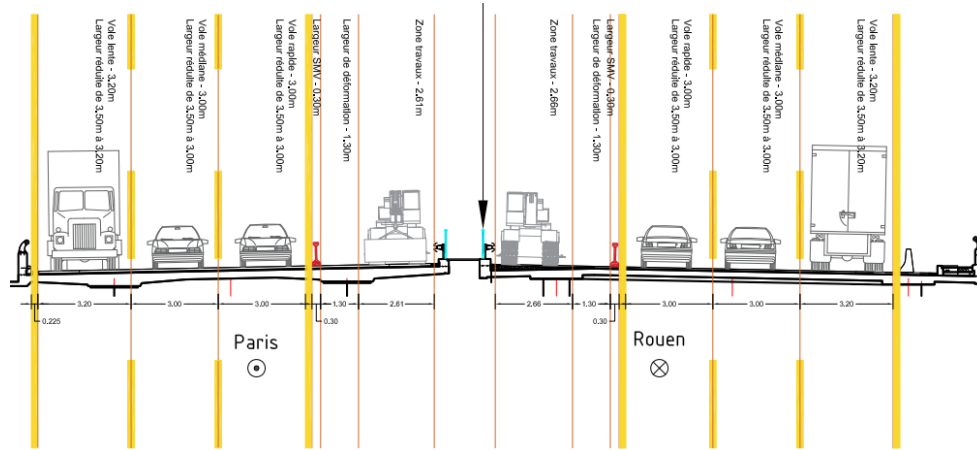 Voie lente - 3.20m
Largeur réduite de 3.50m à 3.20m
Voie médiane - 3.00m
Largeur réduite de 3.50m à 3.00m
Voie rapide - 3.00m
Largeur réduite de 3.50m à 3.00m
Largeur SMV - 0.30m
Largeur de déformation - 1.30m
Zone travaux - 2.61m
Zone travaux - 2.66m
Largeur de déformation - 1.30m
Largeur SMV - 0.30m
Voie rapide - 3.00m
Largeur réduite de 3.50m à 3.00m
Voie médiane - 3.00m
Largeur réduite de 3.50m à 3.00m
Voie lente - 3.20m
Largeur réduite de 3.50m à 3.20m
3.20 3.00 3.00 1.30 2.61 2.66 1.30 3.00 3.00 3.20
0.225 0.30 0.30
Paris Rouen